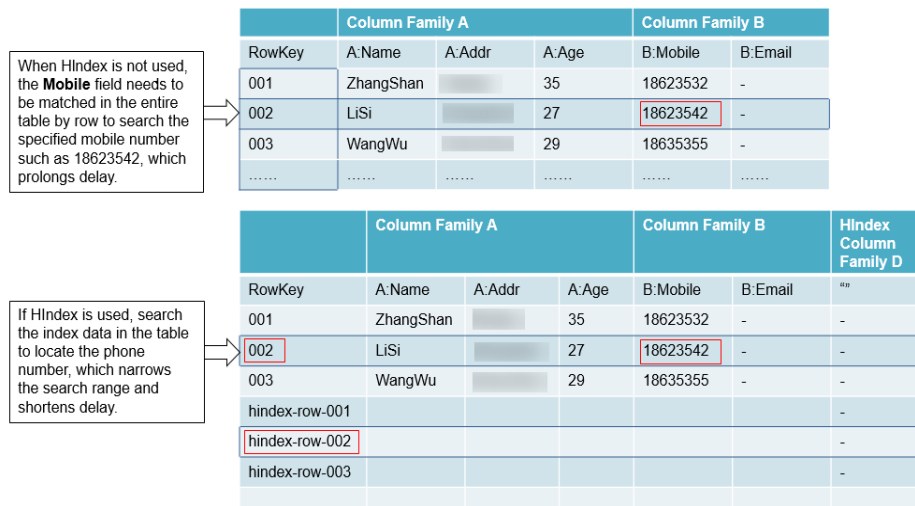 Column Family A Column Family B
RowKey A:Name A:Addr A:Age B:Mobile B:Email
001 ZhangShan 35 18623532 -
002 LiSi 27 18623542 -
003 WangWu 29 18635355 -
…… …… …… …… …… ……
When HIndex is not used,
the Mobile field needs to
be matched in the entire
table by row to search the
specified mobile number
such as 18623542, which
prolongs delay.
Column Family A Column Family B HIndex
Column
Family D
RowKey A:Name A:Addr A:Age B:Mobile B:Email “”
001 ZhangShan 35 18623532 - -
002 LiSi 27 18623542 - -
003 WangWu 29 18635355 - -
hindex-row-001 -
hindex-row-002 -
hindex-row-003 -
If HIndex is used, search
the index data in the table
to locate the phone
number, which narrows
the search range and
shortens delay.